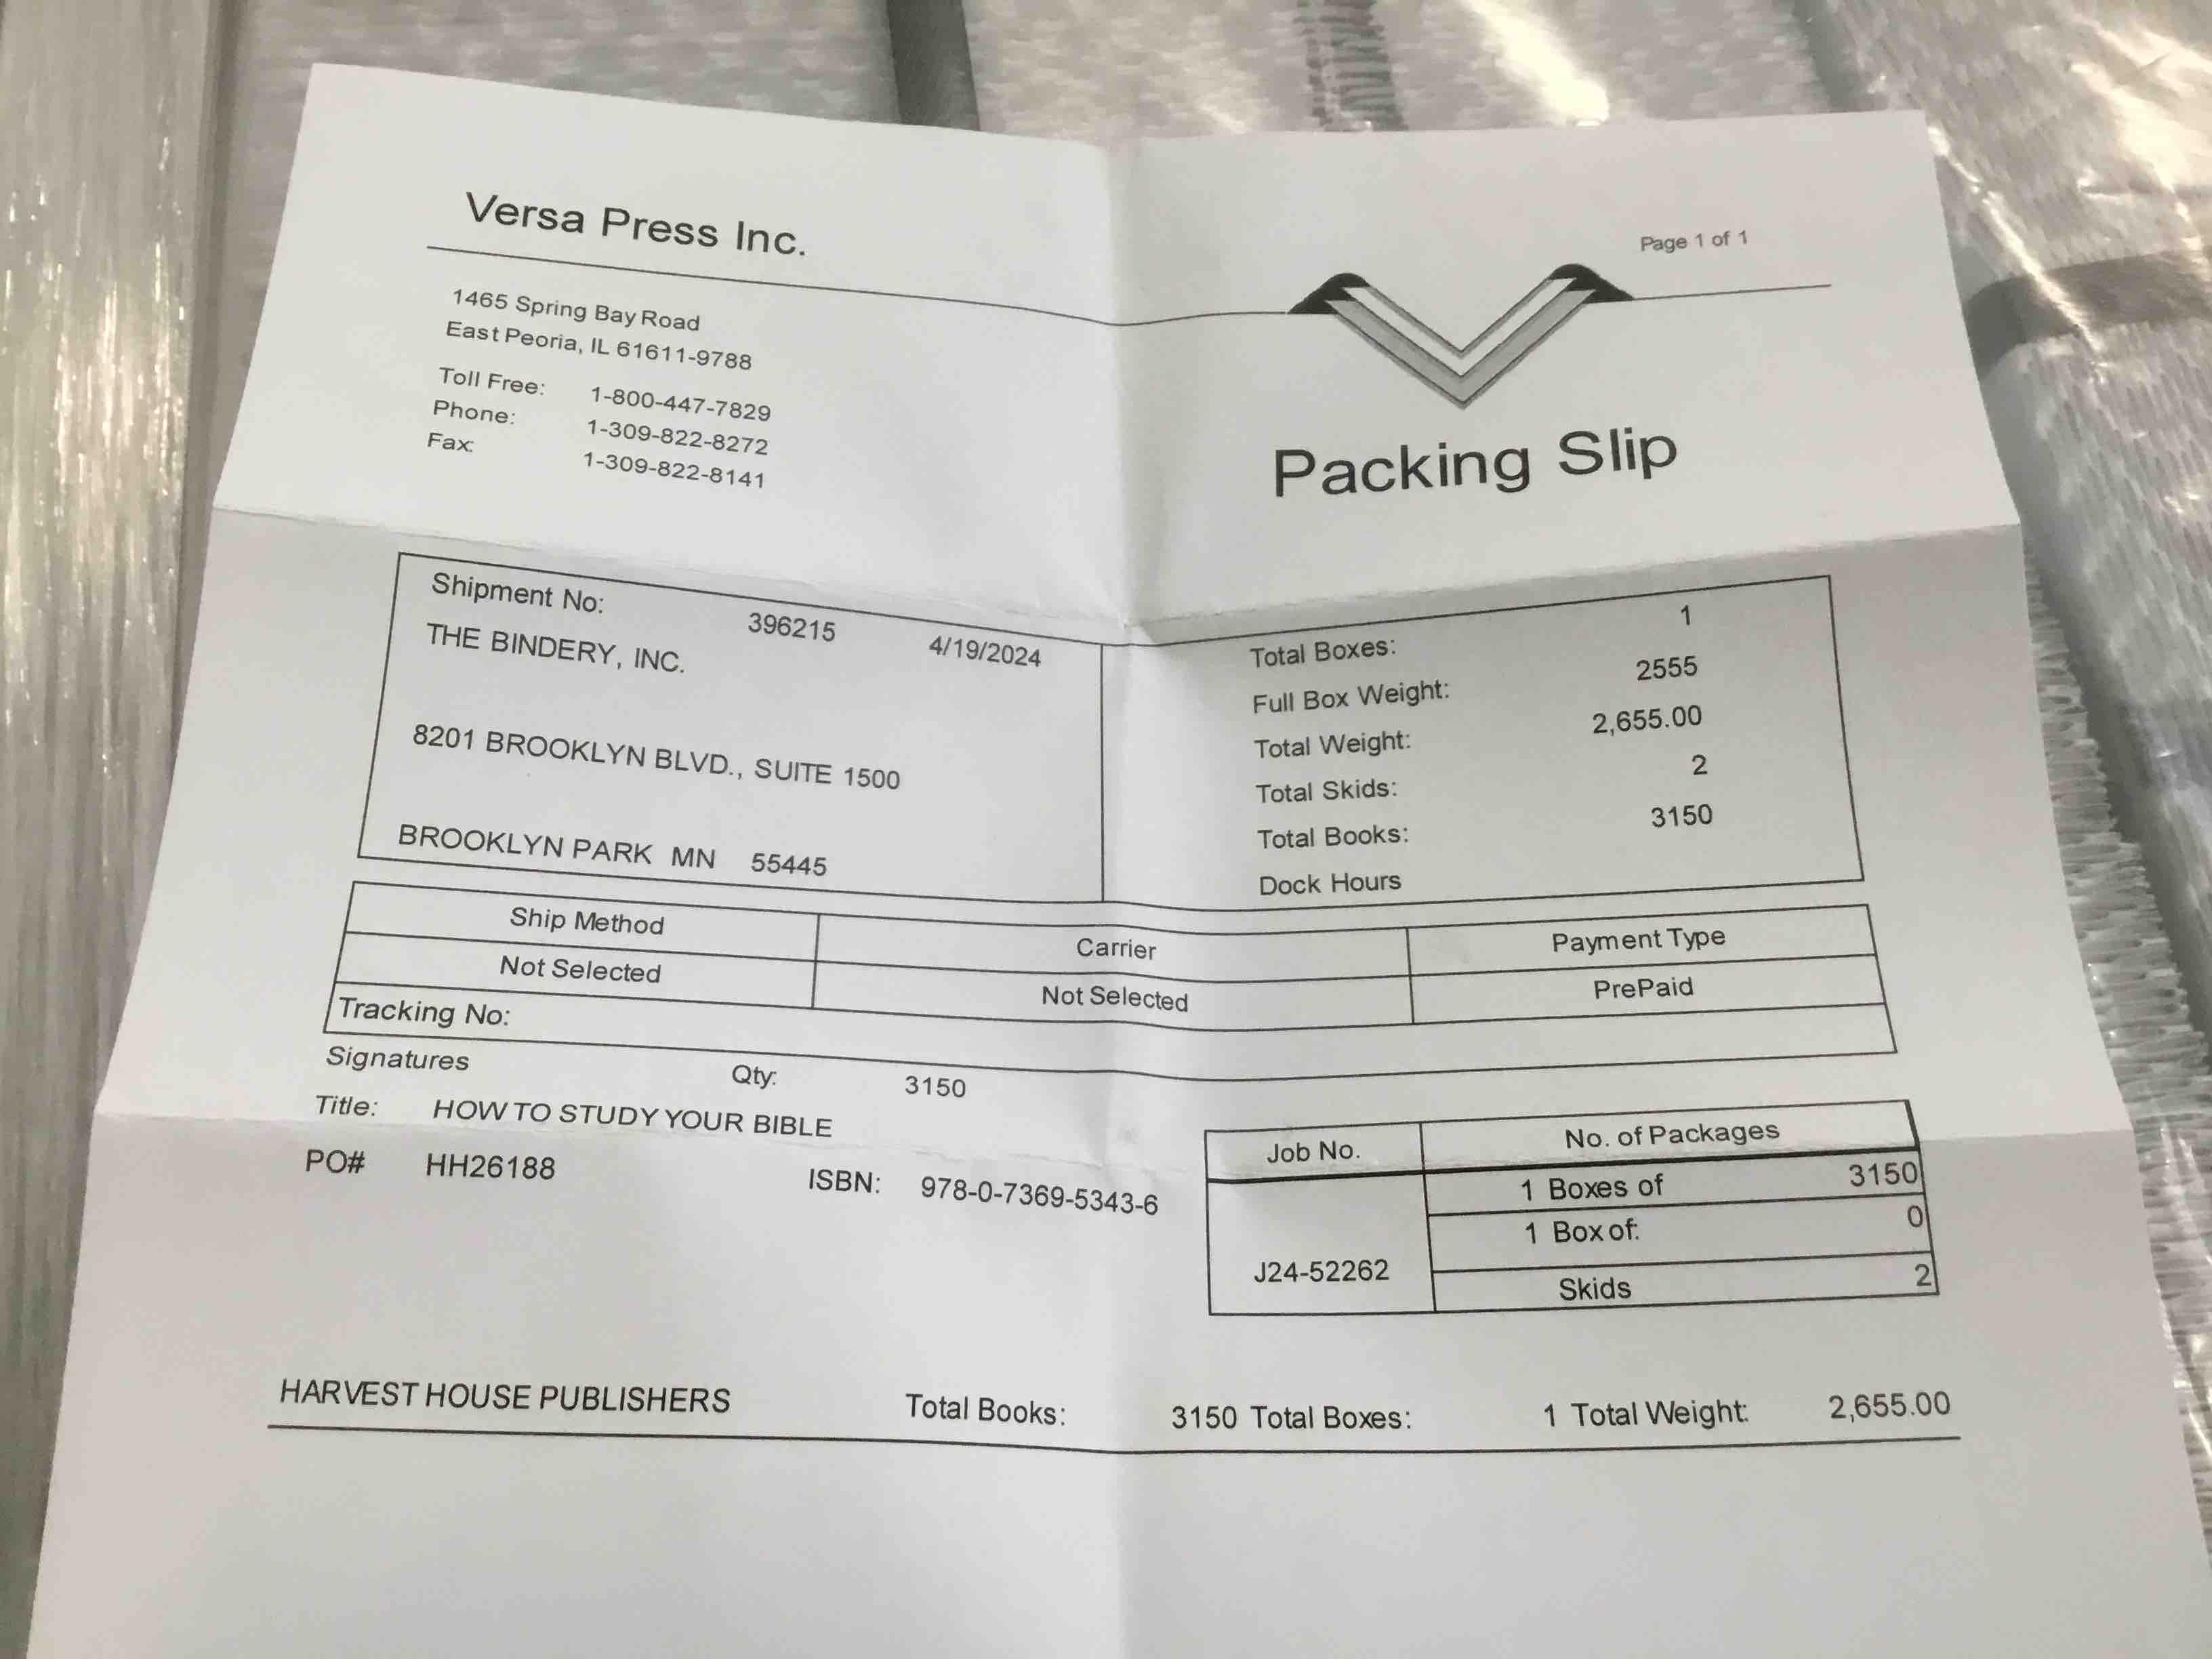 Versa Press Inc.
Page 1 of 1
1465 Spring Bay Road
East Peoria, IL 61611-9788
Toll Free: 1-800-447-7829
Phone: 1-309-822-8272
Fax: 1-309-822-8141
Packing Slip
Shipment No: 396215 4/19/2024
THE BINDERY, INC.
8201 BROOKLYN BLVD., SUITE 1500
BROOKLYN PARK MN 55445
Total Boxes: 1
Full Box Weight: 2555
Total Weight: 2,655.00
Total Skids: 2
Total Books: 3150
Dock Hours
Ship Method Carrier Payment Type
Not Selected Not Selected PrePaid
Tracking No:
Signatures Qty: 3150
Title: HOW TO STUDY YOUR BIBLE
PO# HH26188 ISBN: 978-0-7369-5343-6
Job No. No. of Packages
1 Boxes of 3150
1 Box of: 0
J24-52262
Skids 2
HARVEST HOUSE PUBLISHERS Total Books: 3150 Total Boxes: 1 Total Weight: 2,655.00